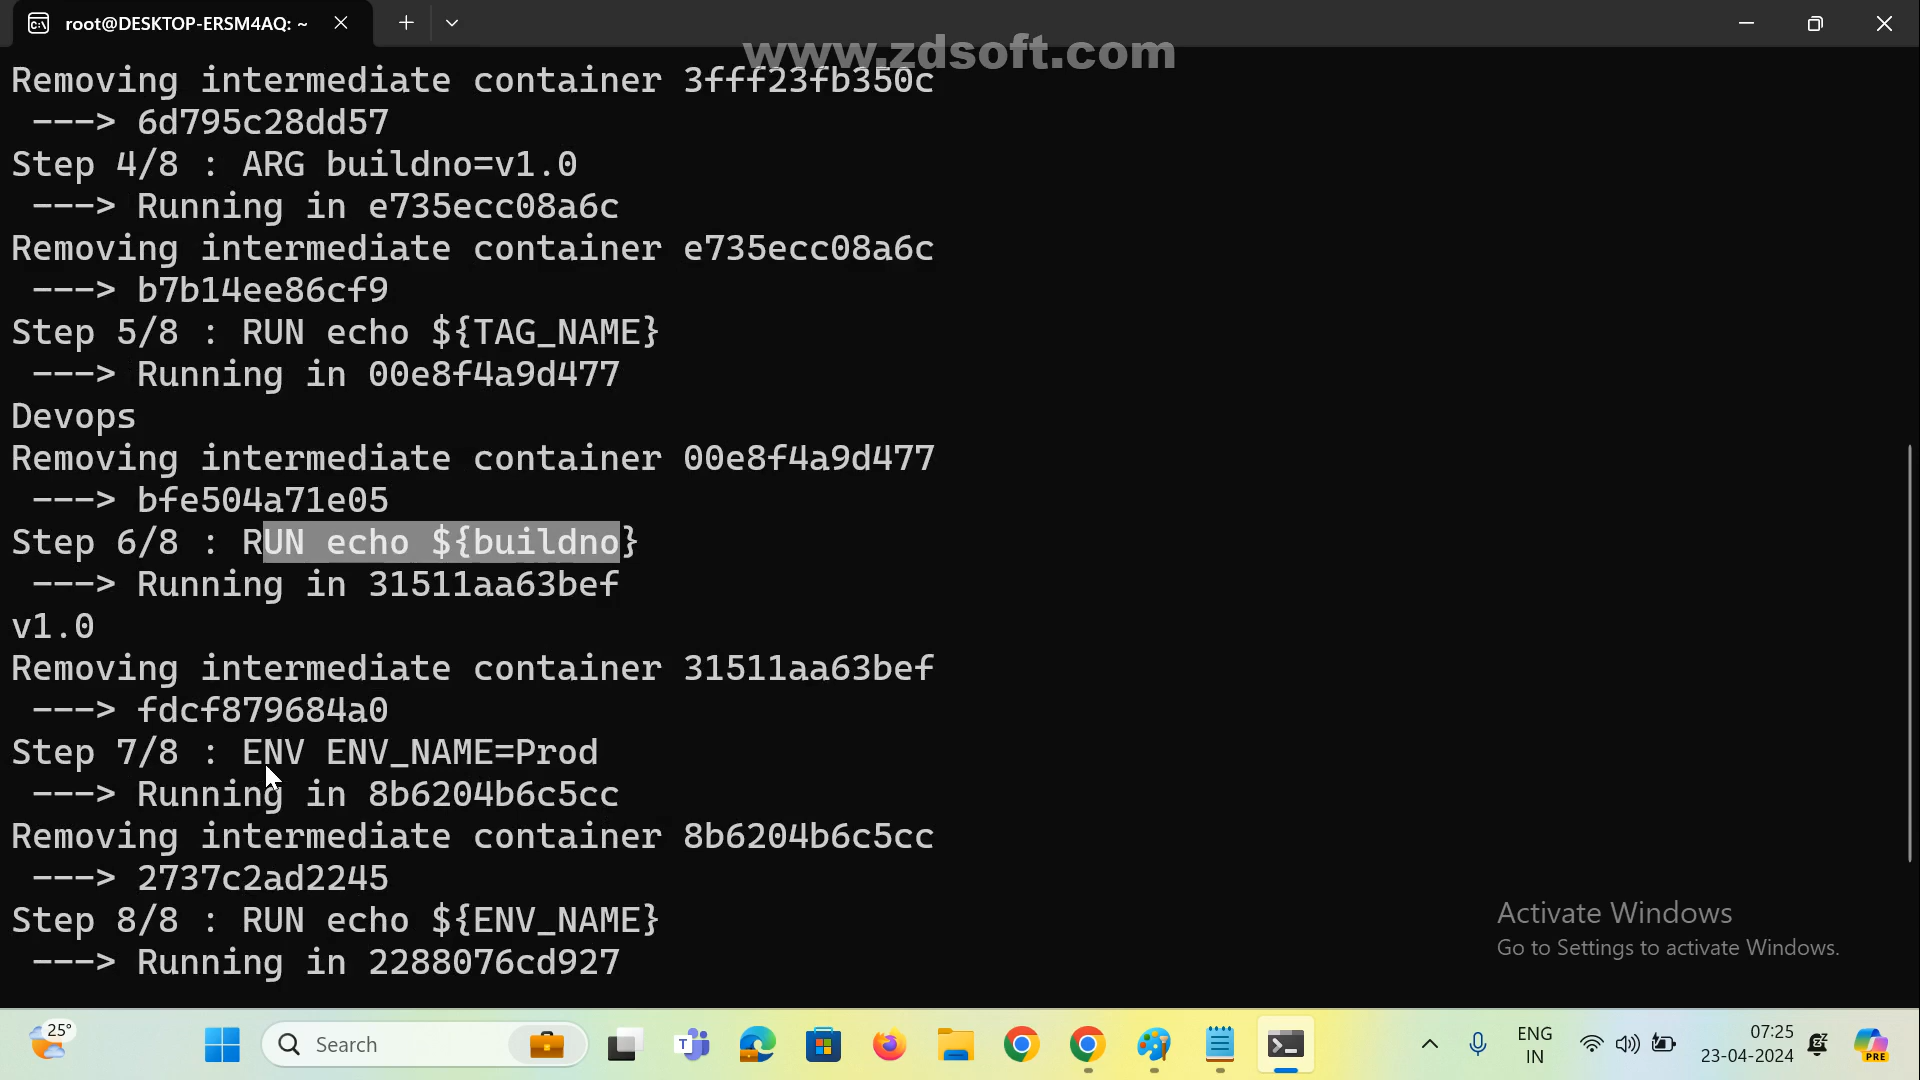 root@DESKTOP-ERSM4AQ: ~
www.zdsoft.com
Removing intermediate container 3fff23fb350c
---> 6d795c28dd57
Step 4/8 : ARG buildno=v1.0
---> Running in e735ecc08a6c
Removing intermediate container e735ecc08a6c
---> b7b14ee86cf9
Step 5/8 : RUN echo ${TAG_NAME}
---> Running in 00e8f4a9d477
Devops
Removing intermediate container 00e8f4a9d477
---> bfe504a71e05
Step 6/8 : RUN echo ${buildno}
---> Running in 31511aa63bef
v1.0
Removing intermediate container 31511aa63bef
---> fdcf879684a0
Step 7/8 : ENV ENV_NAME=Prod
---> Running in 8b6204b6c5cc
Removing intermediate container 8b6204b6c5cc
---> 2737c2ad2245
Step 8/8 : RUN echo ${ENV_NAME}
---> Running in 2288076cd927
Activate Windows
Go to Settings to activate Windows.
25°
Search
ENG
IN
07:25
23-04-2024
PRE